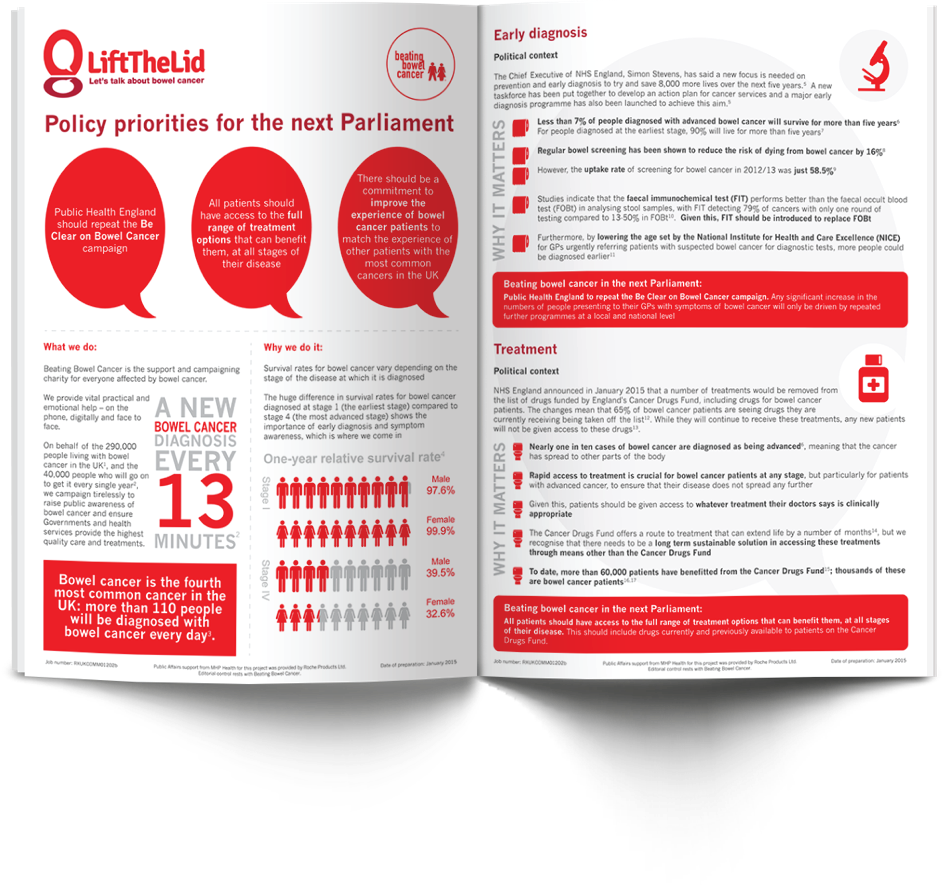 LiftTheLid
Let's talk about bowel cancer
beating
bowel
cancer
Policy priorities for the next Parliament
Public Health England
should repeat the Be
Clear on Bowel Cancer
campaign
All patients should
have access to the full
range of treatment
options that can benefit
them, at all stages of
their disease
There should be a
commitment to
improve the
experience of bowel
cancer patients to
match the experience of
other patients with the
most common
cancers in the UK
What we do:
Beating Bowel Cancer is the support and campaigning
charity for everyone affected by bowel cancer.
We provide vital practical and
emotional help – on the
phone, digitally and face to
face.
On behalf of the 290,000
people living with bowel
cancer in the UK¹, and the
40,000 people who will go on
to get it every single year²,
we campaign tirelessly to
raise public awareness of
bowel cancer and ensure
Governments and health
services provide the highest
quality care and treatments.
A NEW
BOWEL CANCER
DIAGNOSIS
EVERY
13
MINUTES²
Bowel cancer is the fourth
most common cancer in the
UK: more than 110 people
will be diagnosed with
bowel cancer every day³.
Why we do it:
Survival rates for bowel cancer vary depending on the
stage of the disease at which it is diagnosed
The huge difference in survival rates for bowel cancer
diagnosed at stage 1 (the earliest stage) compared to
stage 4 (the most advanced stage) shows the
importance of early diagnosis and symptom
awareness, which is where we come in
One-year relative survival rate⁴
Stage I
Male
97.6%
Female
99.9%
Stage IV
Male
39.5%
Female
32.6%
Job number: RXUKCOMM01202b
Public Affairs support from MHP Health for this project was provided by Roche Products Ltd.
Editorial control rests with Beating Bowel Cancer.
Date of preparation: January 2015
Early diagnosis
Political context
The Chief Executive of NHS England, Simon Stevens, has said a new focus is needed on
prevention and early diagnosis to try and save 8,000 more lives over the next five years.⁵ A new
taskforce has been put together to develop an action plan for cancer services and a major early
diagnosis programme has also been launched to achieve this aim.⁵
WHY IT MATTERS
Less than 7% of people diagnosed with advanced bowel cancer will survive for more than five years⁶
For people diagnosed at the earliest stage, 90% will live for more than five years⁷
Regular bowel screening has been shown to reduce the risk of dying from bowel cancer by 16%⁸
However, the uptake rate of screening for bowel cancer in 2012/13 was just 58.5%⁹
Studies indicate that the faecal immunochemical test (FIT) performs better than the faecal occult blood
test (FOBt) in analysing stool samples, with FIT detecting 79% of cancers with only one round of
testing compared to 13-50% in FOBt¹⁰. Given this, FIT should be introduced to replace FOBt
Furthermore, by lowering the age set by the National Institute for Health and Care Excellence (NICE)
for GPs urgently referring patients with suspected bowel cancer for diagnostic tests, more people could
be diagnosed earlier¹¹
Beating bowel cancer in the next Parliament:
Public Health England to repeat the Be Clear on Bowel Cancer campaign. Any significant increase in the
numbers of people presenting to their GPs with symptoms of bowel cancer will only be driven by repeated
further programmes at a local and national level
Treatment
Political context
NHS England announced in January 2015 that a number of treatments would be removed from
the list of drugs funded by England's Cancer Drugs Fund, including drugs for bowel cancer
patients. The changes mean that 65% of bowel cancer patients are seeing drugs they are
currently receiving being taken off the list¹². While they will continue to receive these treatments, any new patients
will not be given access to these drugs¹³.
WHY IT MATTERS
Nearly one in ten cases of bowel cancer are diagnosed as being advanced⁶, meaning that the cancer
has spread to other parts of the body
Rapid access to treatment is crucial for bowel cancer patients at any stage, but particularly for patients
with advanced cancer, to ensure that their disease does not spread any further
Given this, patients should be given access to whatever treatment their doctors says is clinically
appropriate
The Cancer Drugs Fund offers a route to treatment that can extend life by a number of months¹⁴, but we
recognise that there needs to be a long term sustainable solution in accessing these treatments
through means other than the Cancer Drugs Fund
To date, more than 60,000 patients have benefitted from the Cancer Drugs Fund¹⁵; thousands of these
are bowel cancer patients¹⁶,¹⁷
Beating bowel cancer in the next Parliament:
All patients should have access to the full range of treatment options that can benefit them, at all stages
of their disease. This should include drugs currently and previously available to patients on the Cancer
Drugs Fund.
Job number: RXUKCOMM01202b
Public Affairs support from MHP Health for this project was provided by Roche Products Ltd.
Editorial control rests with Beating Bowel Cancer.
Date of preparation: January 2015